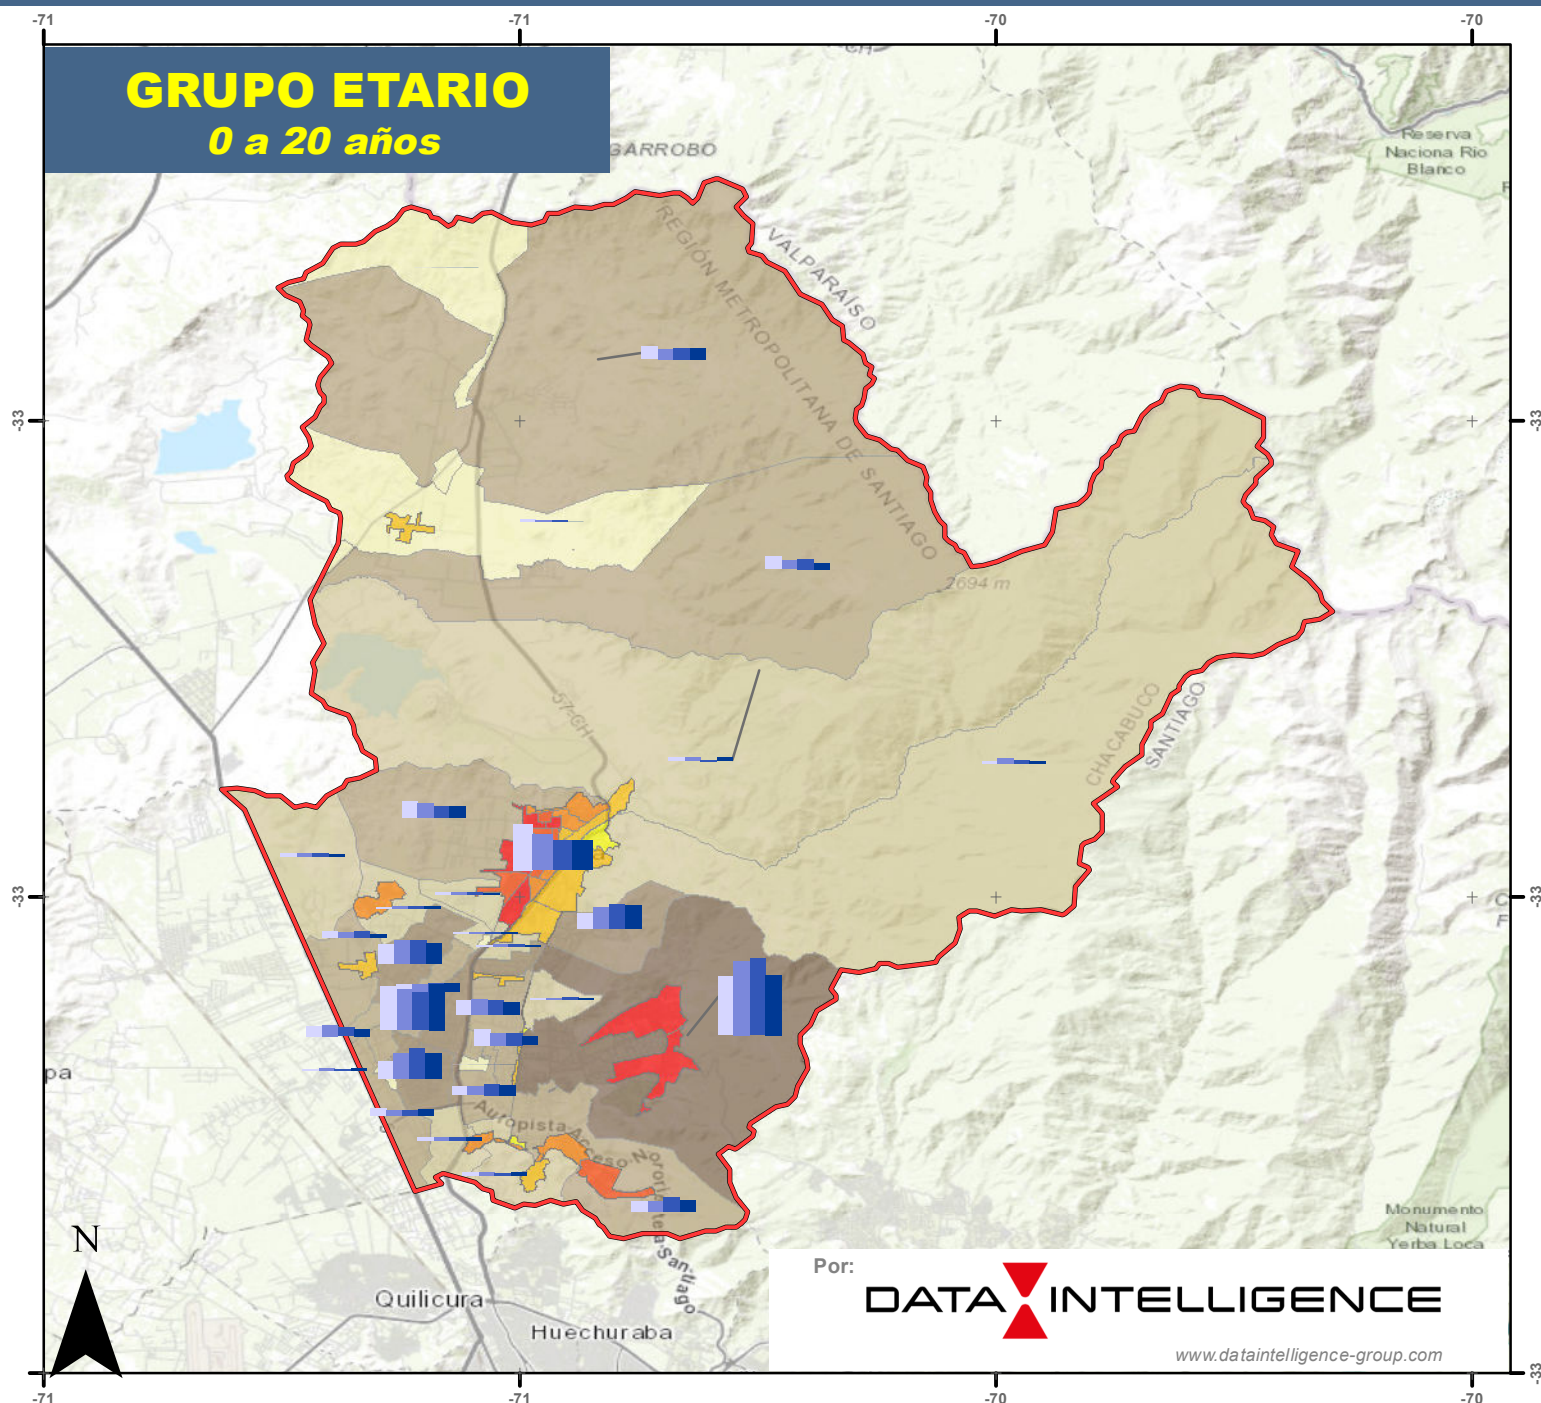 -71
-71
-70
-70
GRUPO ETARIO
0 a 20 años
GARROBO
CH
Reserva
Naciona Rio
Blanco
VALPARAÍSO
REGIÓN METROPOLITANA DE SANTIAGO
-33
-33
2694 m
57-CH
CHACABUCO
SANTIAGO
-33
-33
pa
Autopista Acceso Nororiente a Santiago
Monumento
Natural
Yerba Loca
N
Quilicura
Huechuraba
Por:
DATA INTELLIGENCE
www.dataintelligence-group.com
-33
-71
-71
-70
-70